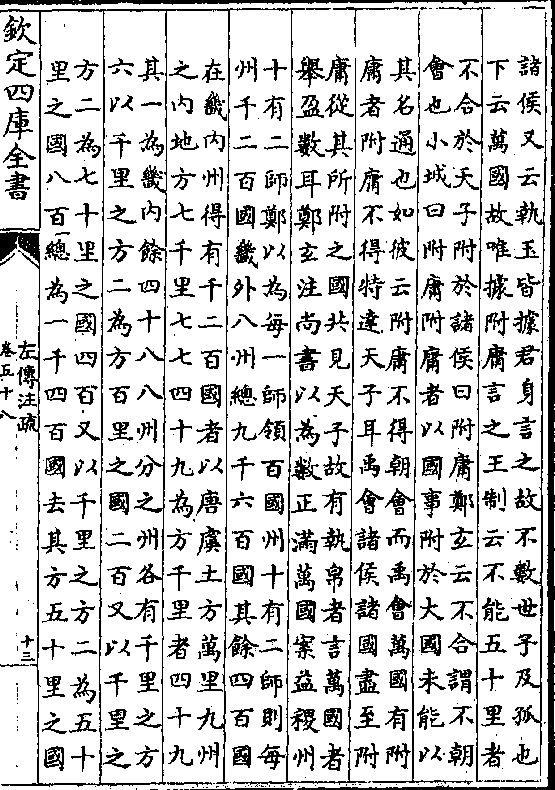 諸侯又云執玉皆據君身言之故不數世子及孤也
下云萬國故唯據附庸言之王制云不能五十里者
不合於天子附於諸侯曰附庸鄭玄云不合謂不朝
會也小城曰附庸附庸者以國事附於大國未能以
其名通也如彼云附庸不得朝會而禹會萬國有附
庸者附庸不得特達天子耳禹會諸侯諸國盡至附
庸從其所附之國共見天子故有執帛者言萬國者
舉盈數耳鄭玄注尚書以為數正滿萬國案益稷州
十有二師鄭以為每一師領百國州十有二師則每
州千二百國畿外八州總九千六百國其餘四百國
在畿內州得有千二百國者以唐虞土方萬里九州
之內地方七千里七七四十九為方千里者四十九
其一為畿內餘四十八八州分之州各有千里之方
六以千里之方二為方百里之國二百又以千里之
方二為七十里之國四百又以千里之方二為五十
里之國八百總為一千四百國去其方五十里之國
欽定四庫全書
左傳注疏
卷五十八
十三